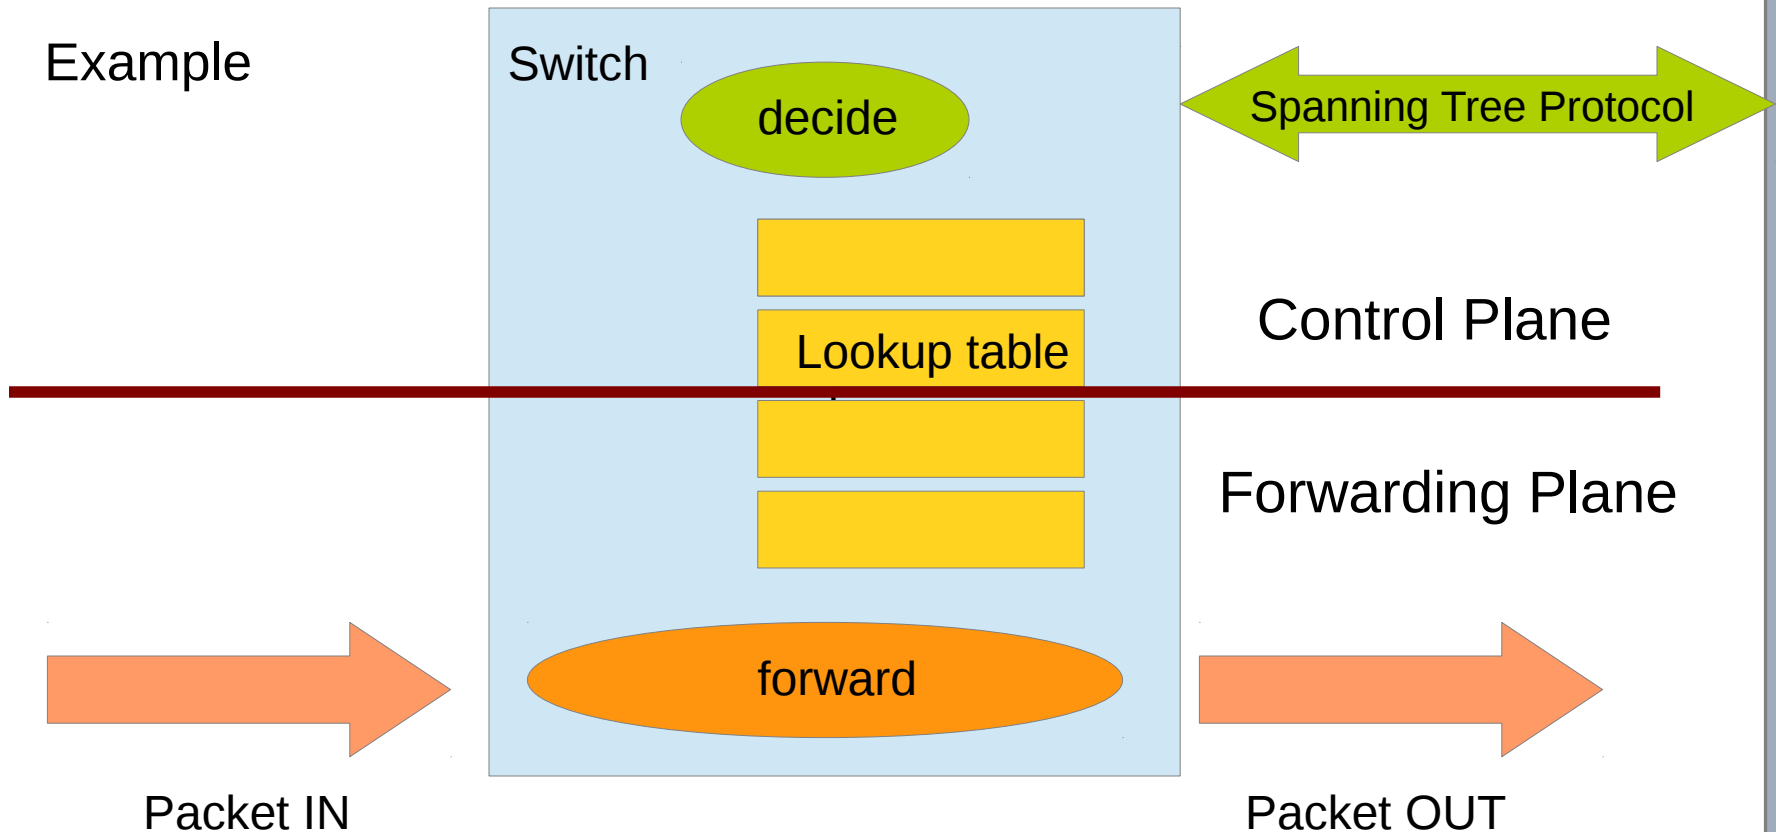 Example
Switch
decide
Spanning Tree Protocol
Lookup table
Control Plane
Forwarding Plane
forward
Packet IN
Packet OUT